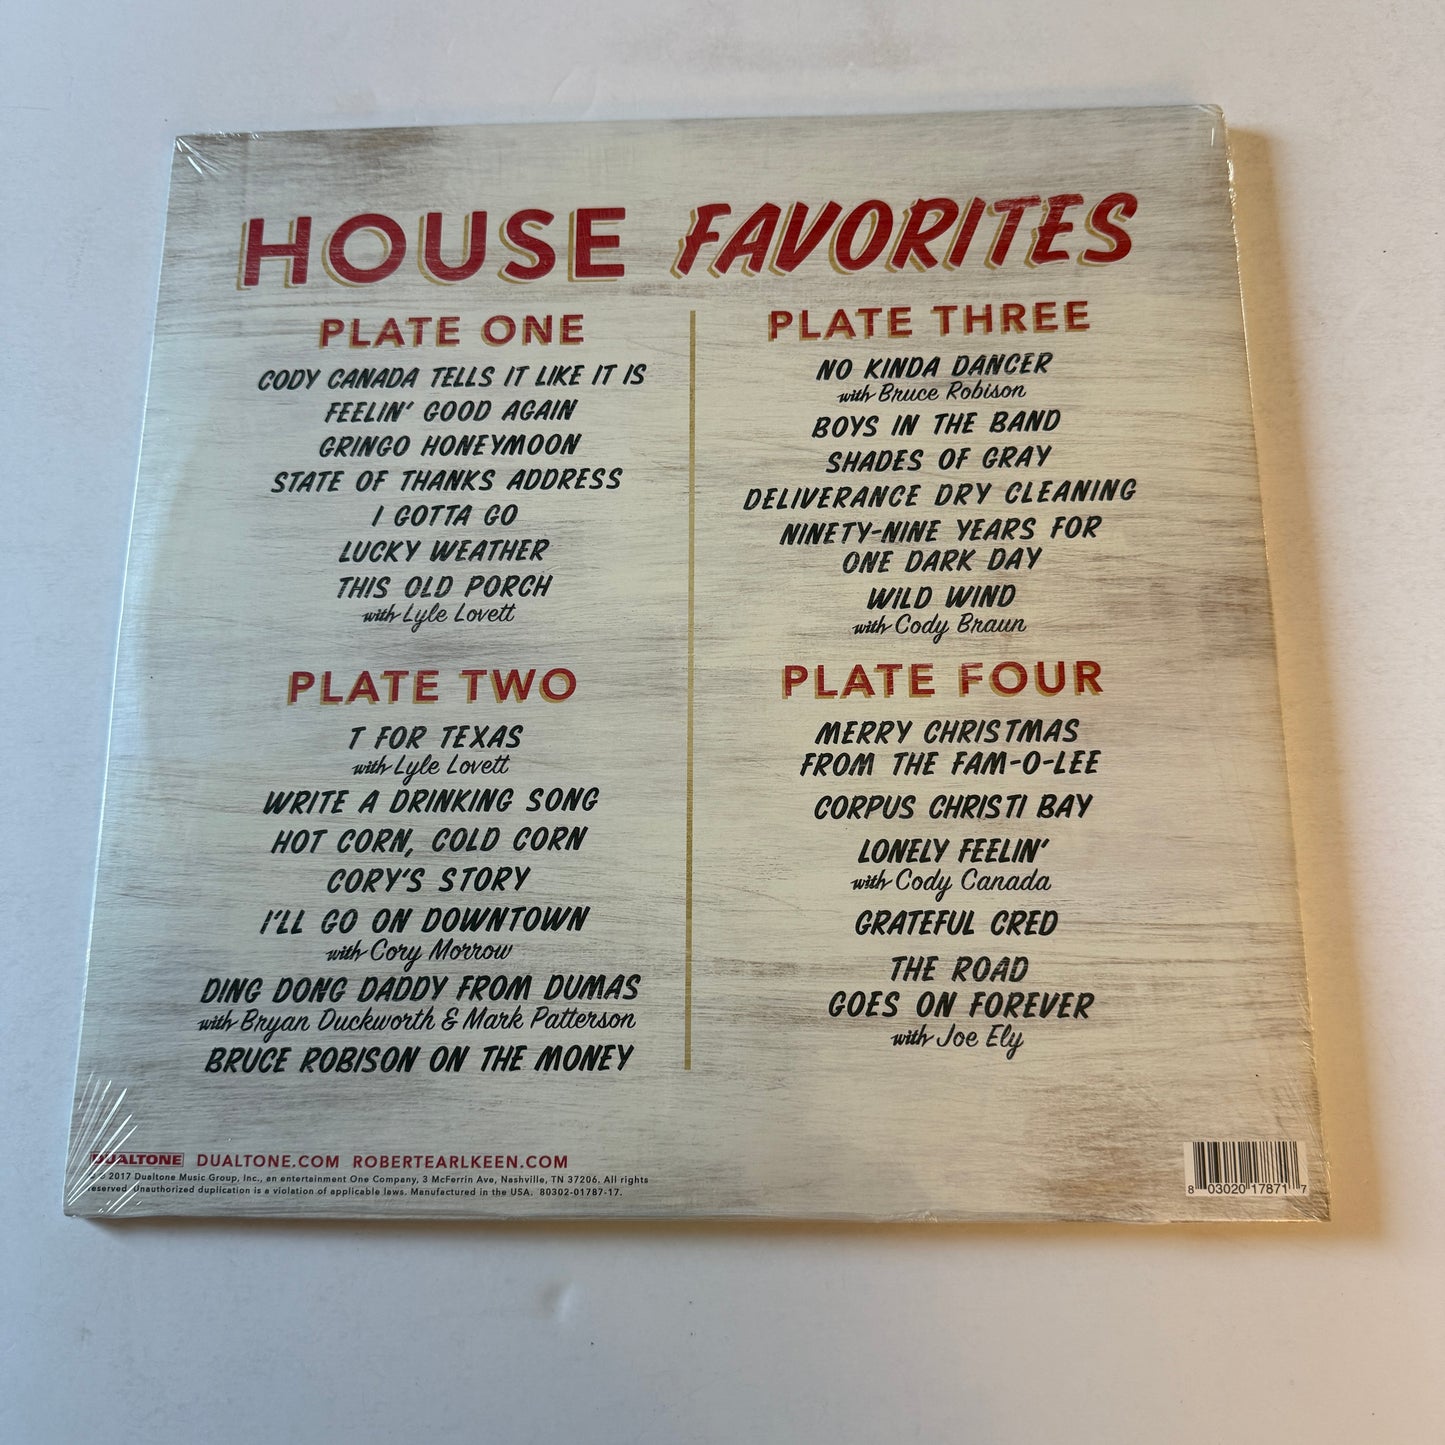 HOUSE FAVORITES
PLATE ONE
CODY CANADA TELLS IT LIKE IT IS
FEELIN' GOOD AGAIN
GRINGO HONEYMOON
STATE OF THANKS ADDRESS
I GOTTA GO
LUCKY WEATHER
THIS OLD PORCH
with Lyle Lovett
PLATE TWO
T FOR TEXAS
with Lyle Lovett
WRITE A DRINKING SONG
HOT CORN, COLD CORN
CORY'S STORY
I'LL GO ON DOWNTOWN
with Cory Morrow
DING DONG DADDY FROM DUMAS
with Bryan Duckworth & Mark Patterson
BRUCE ROBISON ON THE MONEY
PLATE THREE
NO KINDA DANCER
with Bruce Robison
BOYS IN THE BAND
SHADES OF GRAY
DELIVERANCE DRY CLEANING
NINETY-NINE YEARS FOR
ONE DARK DAY
WILD WIND
with Cody Braun
PLATE FOUR
MERRY CHRISTMAS
FROM THE FAM-O-LEE
CORPUS CHRISTI BAY
LONELY FEELIN'
with Cody Canada
GRATEFUL CRED
THE ROAD
GOES ON FOREVER
with Joe Ely
DUALTONE DUALTONE.COM ROBERTEARLKEEN.COM
© 2017 Dualtone Music Group, Inc., an entertainment One Company, 3 McFerrin Ave, Nashville, TN 37206. All rights
reserved. Unauthorized duplication is a violation of applicable laws. Manufactured in the USA. 80302-01787-17.
8 03020 17871 7